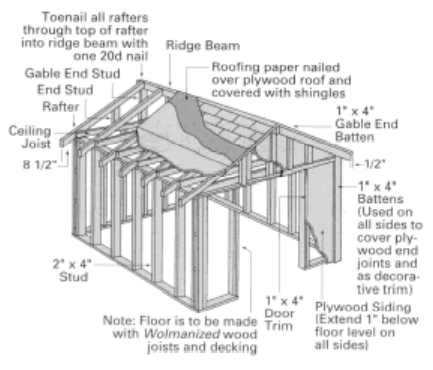 Toenail all rafters
through top of rafter
into ridge beam with
one 20d nail
Ridge Beam
Gable End Stud
End Stud
Rafter
Ceiling
Joist
8 1/2"
Roofing paper nailed
over plywood roof and
covered with shingles
1" x 4"
Gable End
Batten
1/2"
1" x 4"
Battens
(Used on
all sides to
cover ply-
wood end
joints and
as decora-
tive trim)
2" x 4"
Stud
1" x 4"
Door
Trim
Plywood Siding
(Extend 1" below
floor level on
all sides)
Note: Floor is to be made
with Wolmanized wood
joists and decking